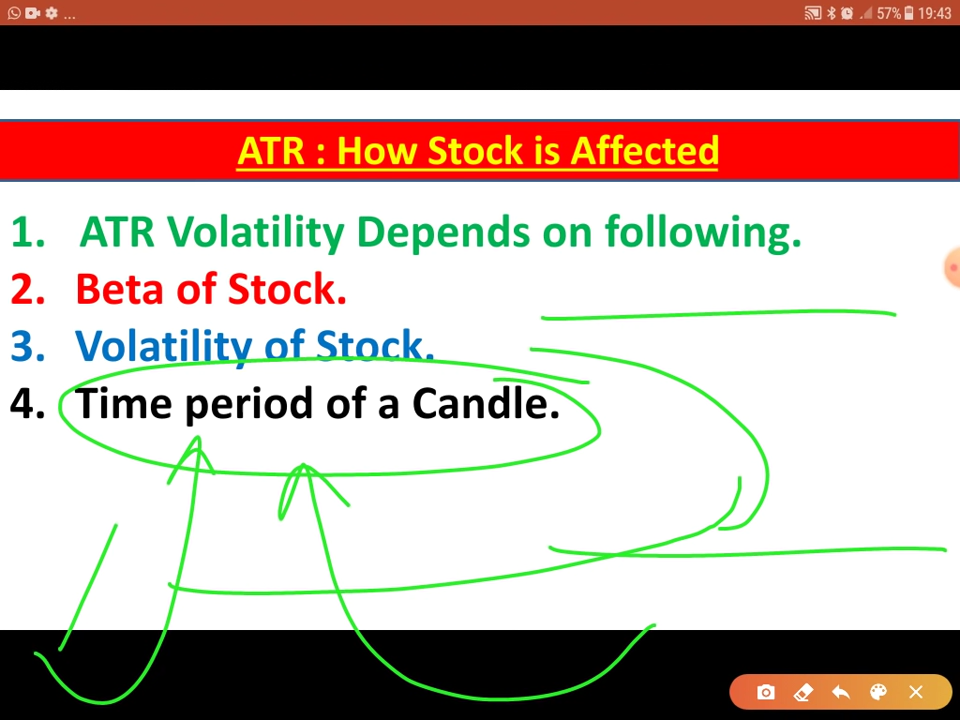 ...
57% 19:43
ATR : How Stock is Affected
1. ATR Volatility Depends on following.
2. Beta of Stock.
3. Volatility of Stock.
4. Time period of a Candle.